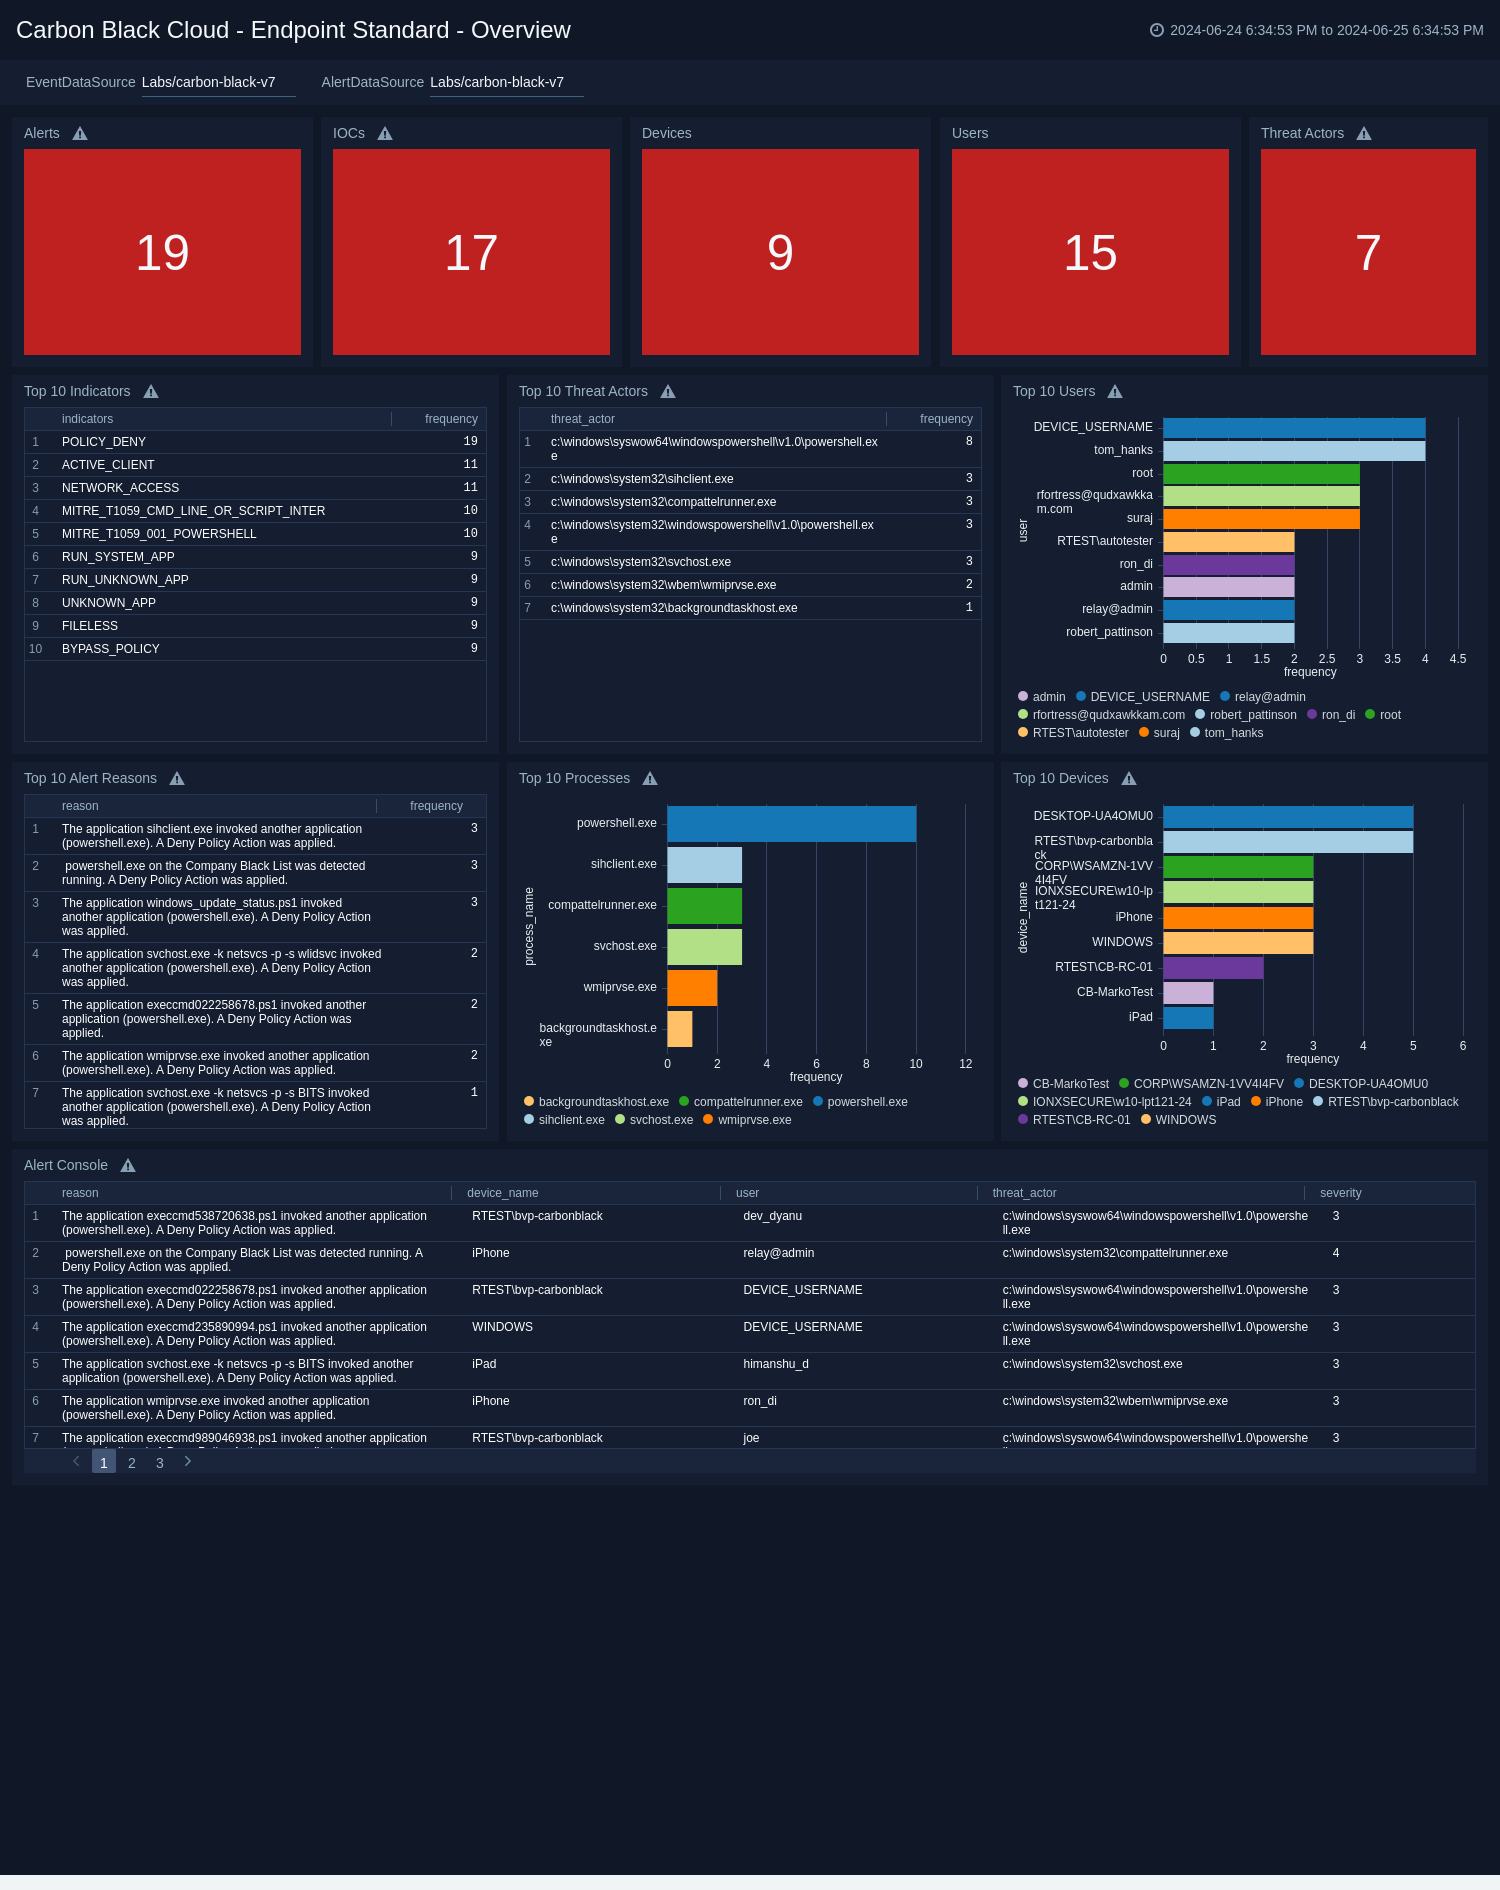 Carbon Black Cloud - Endpoint Standard - Overview
2024-06-24 6:34:53 PM to 2024-06-25 6:34:53 PM
EventDataSource Labs/carbon-black-v7 AlertDataSource Labs/carbon-black-v7
Alerts
19
IOCs
17
Devices
9
Users
15
Threat Actors
7
Top 10 Indicators
indicators frequency
1 POLICY_DENY 19
2 ACTIVE_CLIENT 11
3 NETWORK_ACCESS 11
4 MITRE_T1059_CMD_LINE_OR_SCRIPT_INTER 10
5 MITRE_T1059_001_POWERSHELL 10
6 RUN_SYSTEM_APP 9
7 RUN_UNKNOWN_APP 9
8 UNKNOWN_APP 9
9 FILELESS 9
10 BYPASS_POLICY 9
Top 10 Threat Actors
threat_actor frequency
1 c:\windows\syswow64\windowspowershell\v1.0\powershell.ex 8
e
2 c:\windows\system32\sihclient.exe 3
3 c:\windows\system32\compattelrunner.exe 3
4 c:\windows\system32\windowspowershell\v1.0\powershell.ex 3
e
5 c:\windows\system32\svchost.exe 3
6 c:\windows\system32\wbem\wmiprvse.exe 2
7 c:\windows\system32\backgroundtaskhost.exe 1
Top 10 Users
user
DEVICE_USERNAME
tom_hanks
root
rfortress@qudxawkka
m.com
suraj
RTEST\autotester
ron_di
admin
relay@admin
robert_pattinson
0 0.5 1 1.5 2 2.5 3 3.5 4 4.5
frequency
admin DEVICE_USERNAME relay@admin
rfortress@qudxawkkam.com robert_pattinson ron_di root
RTEST\autotester suraj tom_hanks
Top 10 Alert Reasons
reason frequency
1 The application sihclient.exe invoked another application 3
(powershell.exe). A Deny Policy Action was applied.
2 powershell.exe on the Company Black List was detected 3
running. A Deny Policy Action was applied.
3 The application windows_update_status.ps1 invoked 3
another application (powershell.exe). A Deny Policy Action
was applied.
4 The application svchost.exe -k netsvcs -p -s wlidsvc invoked 2
another application (powershell.exe). A Deny Policy Action
was applied.
5 The application execcmd022258678.ps1 invoked another 2
application (powershell.exe). A Deny Policy Action was
applied.
6 The application wmiprvse.exe invoked another application 2
(powershell.exe). A Deny Policy Action was applied.
7 The application svchost.exe -k netsvcs -p -s BITS invoked 1
another application (powershell.exe). A Deny Policy Action
was applied.
Top 10 Processes
process_name
powershell.exe
sihclient.exe
compattelrunner.exe
svchost.exe
wmiprvse.exe
backgroundtaskhost.e
xe
0 2 4 6 8 10 12
frequency
backgroundtaskhost.exe compattelrunner.exe powershell.exe
sihclient.exe svchost.exe wmiprvse.exe
Top 10 Devices
device_name
DESKTOP-UA4OMU0
RTEST\bvp-carbonbla
ck
CORP\WSAMZN-1VV
4I4FV
IONXSECURE\w10-lp
t121-24
iPhone
WINDOWS
RTEST\CB-RC-01
CB-MarkoTest
iPad
0 1 2 3 4 5 6
frequency
CB-MarkoTest CORP\WSAMZN-1VV4I4FV DESKTOP-UA4OMU0
IONXSECURE\w10-lpt121-24 iPad iPhone RTEST\bvp-carbonblack
RTEST\CB-RC-01 WINDOWS
Alert Console
reason device_name user threat_actor severity
1 The application execcmd538720638.ps1 invoked another application RTEST\bvp-carbonblack dev_dyanu c:\windows\syswow64\windowspowershell\v1.0\powershe 3
(powershell.exe). A Deny Policy Action was applied. ll.exe
2 powershell.exe on the Company Black List was detected running. A iPhone relay@admin c:\windows\system32\compattelrunner.exe 4
Deny Policy Action was applied.
3 The application execcmd022258678.ps1 invoked another application RTEST\bvp-carbonblack DEVICE_USERNAME c:\windows\syswow64\windowspowershell\v1.0\powershe 3
(powershell.exe). A Deny Policy Action was applied. ll.exe
4 The application execcmd235890994.ps1 invoked another application WINDOWS DEVICE_USERNAME c:\windows\syswow64\windowspowershell\v1.0\powershe 3
(powershell.exe). A Deny Policy Action was applied. ll.exe
5 The application svchost.exe -k netsvcs -p -s BITS invoked another iPad himanshu_d c:\windows\system32\svchost.exe 3
application (powershell.exe). A Deny Policy Action was applied.
6 The application wmiprvse.exe invoked another application iPhone ron_di c:\windows\system32\wbem\wmiprvse.exe 3
(powershell.exe). A Deny Policy Action was applied.
7 The application execcmd989046938.ps1 invoked another application RTEST\bvp-carbonblack joe c:\windows\syswow64\windowspowershell\v1.0\powershe 3
1 2 3